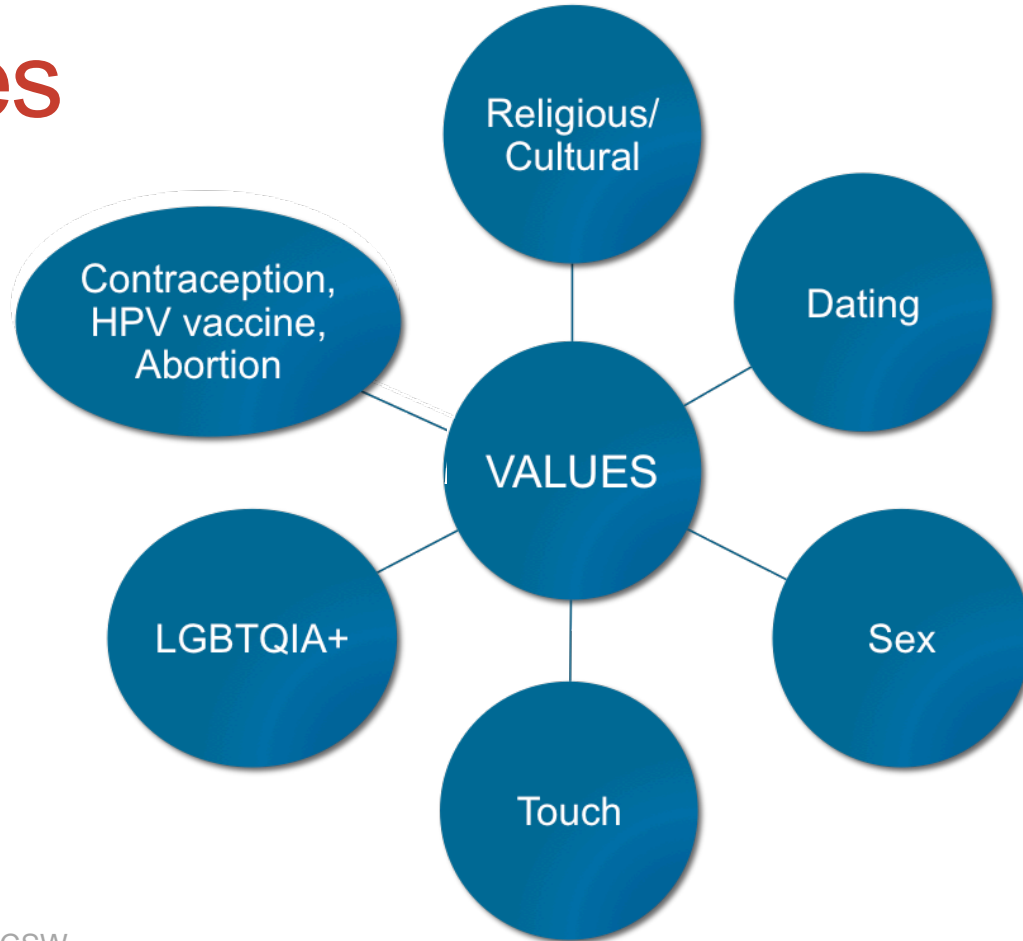 es
Religious/
Cultural
Contraception,
HPV vaccine,
Abortion
Dating
VALUES
LGBTQIA+
Sex
Touch